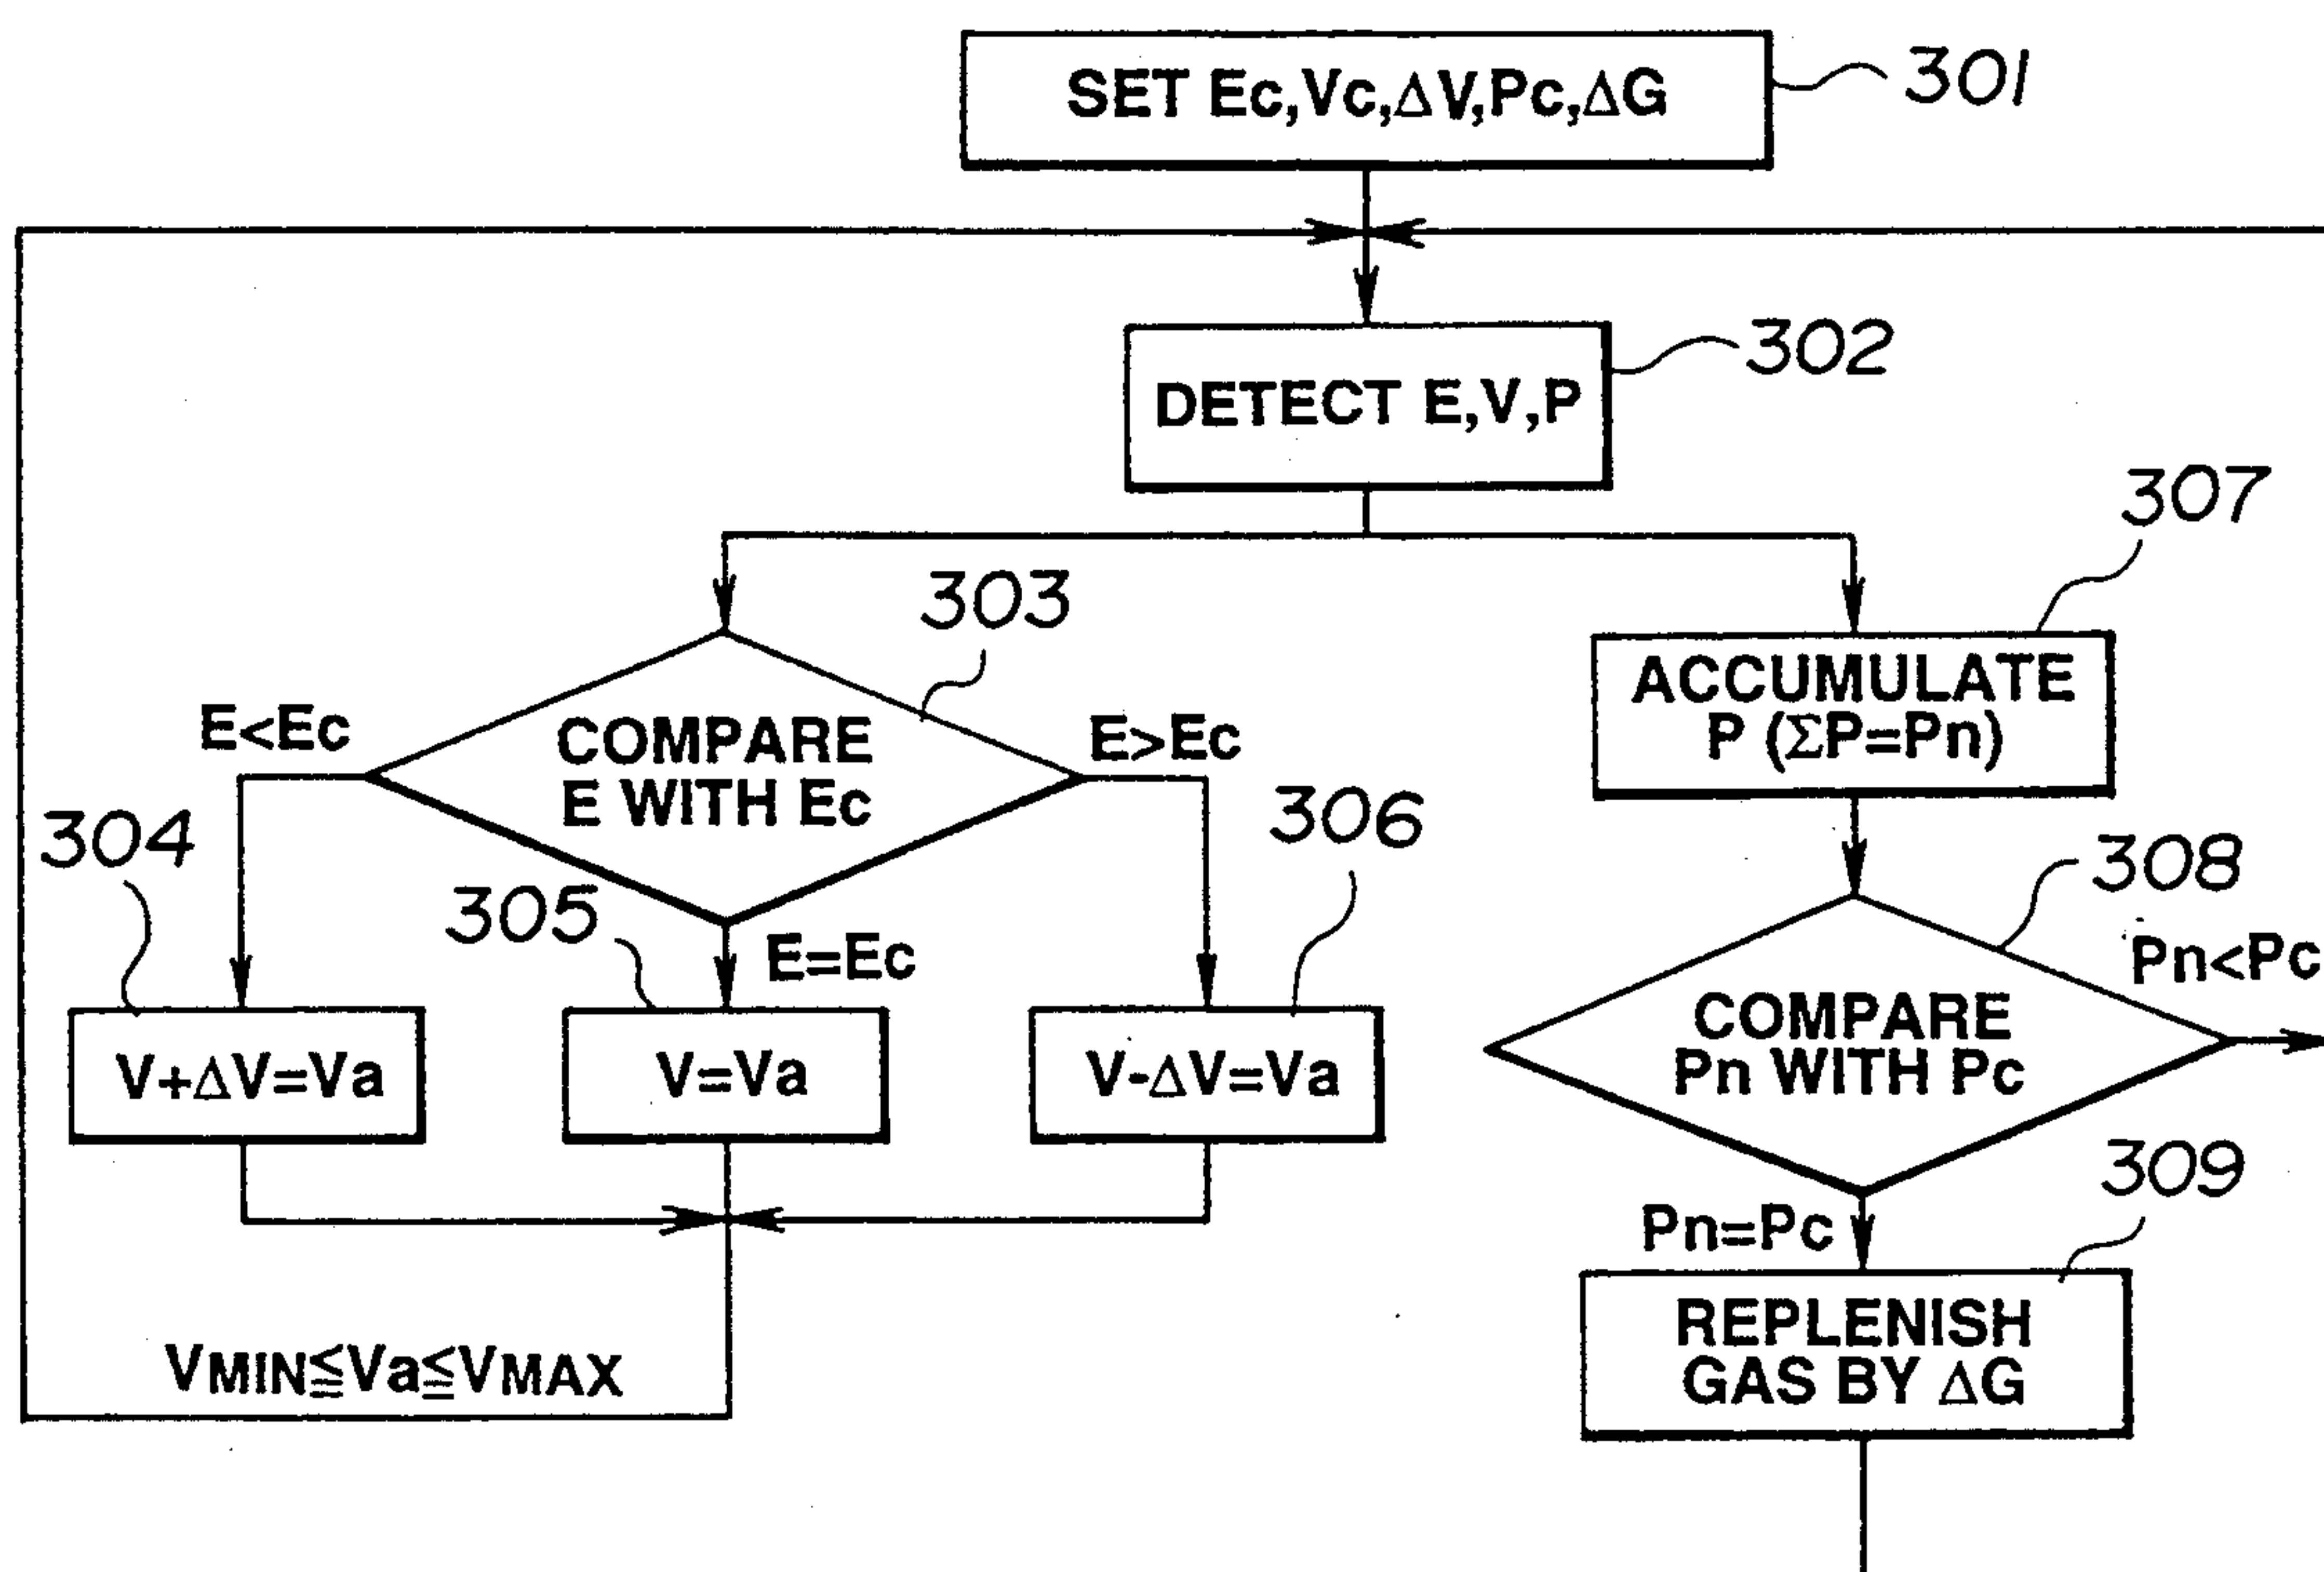 SET Ec,Vc,ΔV,Pc,ΔG
301
DETECT E,V,P
302
303
307
COMPARE
E WITH Ec
E<Ec
E>Ec
E=Ec
304
V+ΔV=Va
305
V=Va
306
V-ΔV=Va
VMIN≦Va≦VMAX
ACCUMULATE
P (ΣP=Pn)
308
COMPARE
Pn WITH Pc
Pn<Pc
Pn=Pc
309
REPLENISH
GAS BY ΔG